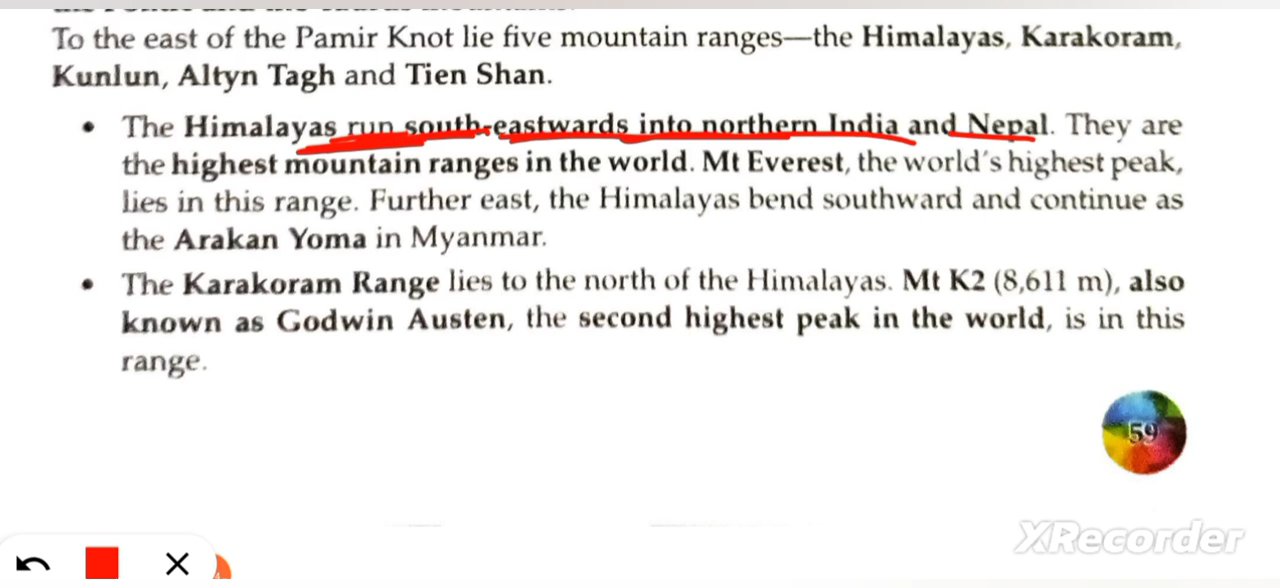 To the east of the Pamir Knot lie five mountain ranges—the Himalayas, Karakoram,
Kunlun, Altyn Tagh and Tien Shan.
• The Himalayas run south-eastwards into northern India and Nepal. They are
the highest mountain ranges in the world. Mt Everest, the world's highest peak,
lies in this range. Further east, the Himalayas bend southward and continue as
the Arakan Yoma in Myanmar.
• The Karakoram Range lies to the north of the Himalayas. Mt K2 (8,611 m), also
known as Godwin Austen, the second highest peak in the world, is in this
range.
59
XRecorder